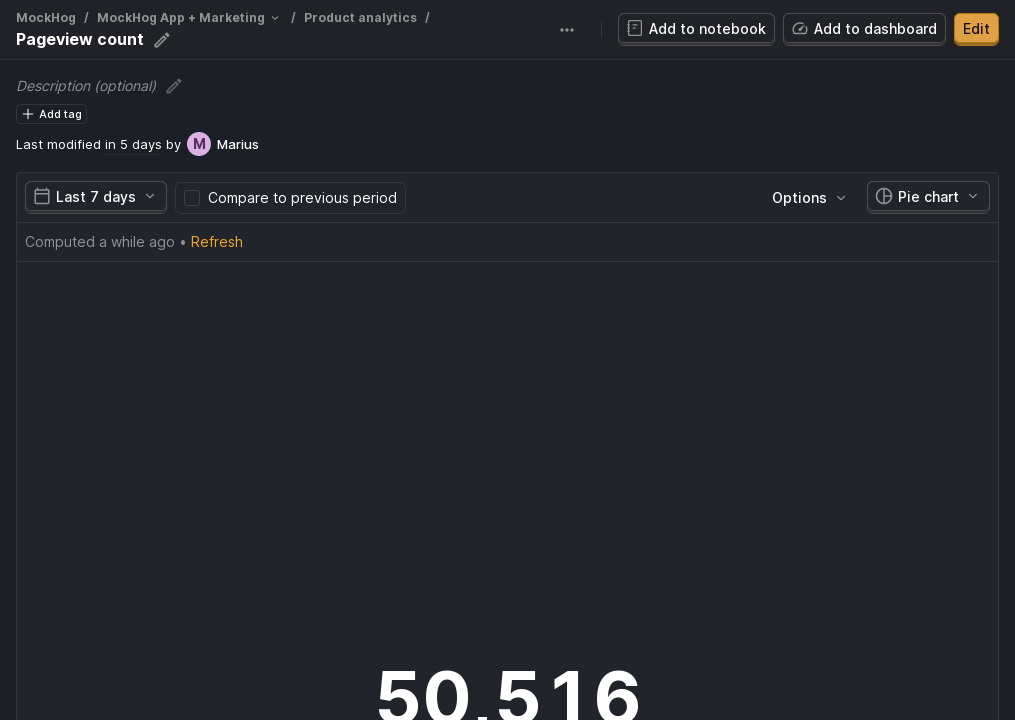 MockHog / MockHog App + Marketing / Product analytics /
Pageview count
Add to notebook
Add to dashboard
Edit
Description (optional)
Add tag
Last modified in 5 days by M Marius
Last 7 days
Compare to previous period
Options
Pie chart
Computed a while ago • Refresh
50,516